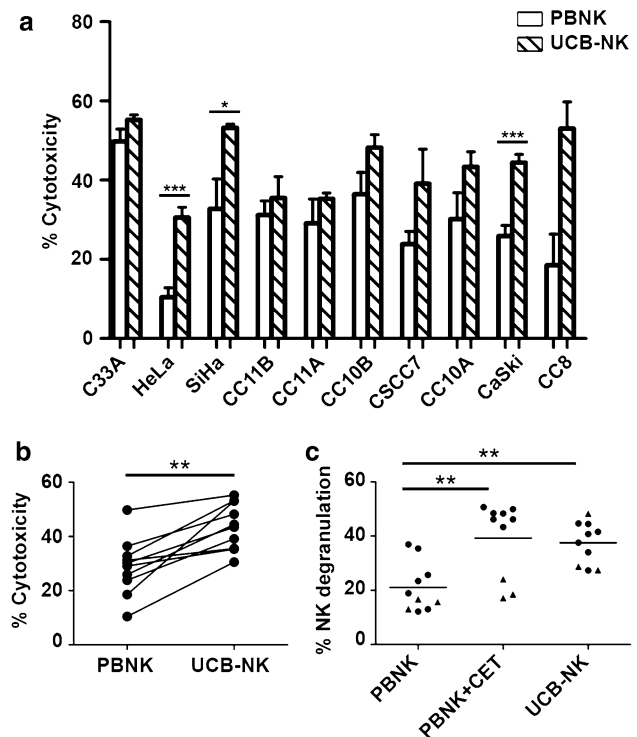 a
PBNK
UCB-NK
% Cytotoxicity
80
60
40
20
0
***
*
***
C33A
HeLa
SiHa
CC11B
CC11A
CC10B
CSCC7
CC10A
CaSki
CC8
b
**
% Cytotoxicity
60
40
20
0
PBNK
UCB-NK
c
**
**
% NK degranulation
60
40
20
0
PBNK
PBNK+CET
UCB-NK